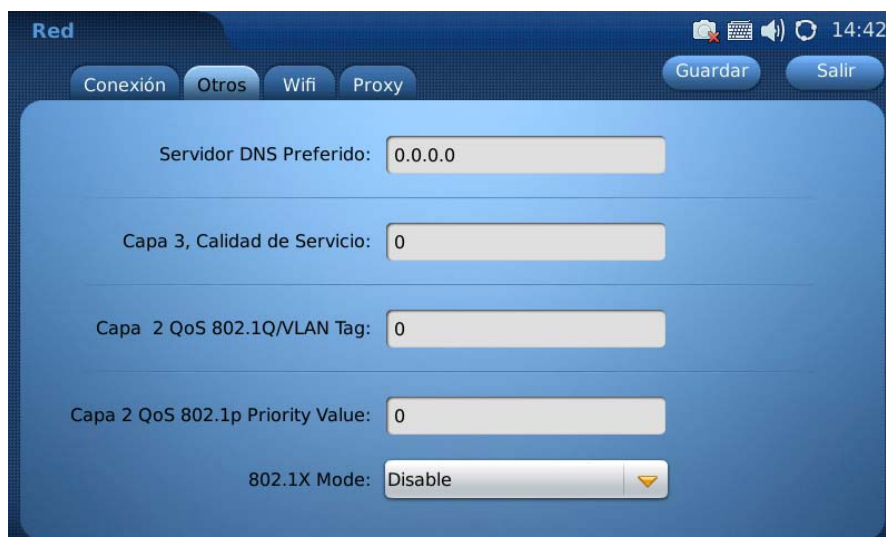 Red
14:42
Conexión Otros Wifi Proxy
Guardar Salir
Servidor DNS Preferido: 0.0.0.0
Capa 3, Calidad de Servicio: 0
Capa 2 QoS 802.1Q/VLAN Tag: 0
Capa 2 QoS 802.1p Priority Value: 0
802.1X Mode: Disable